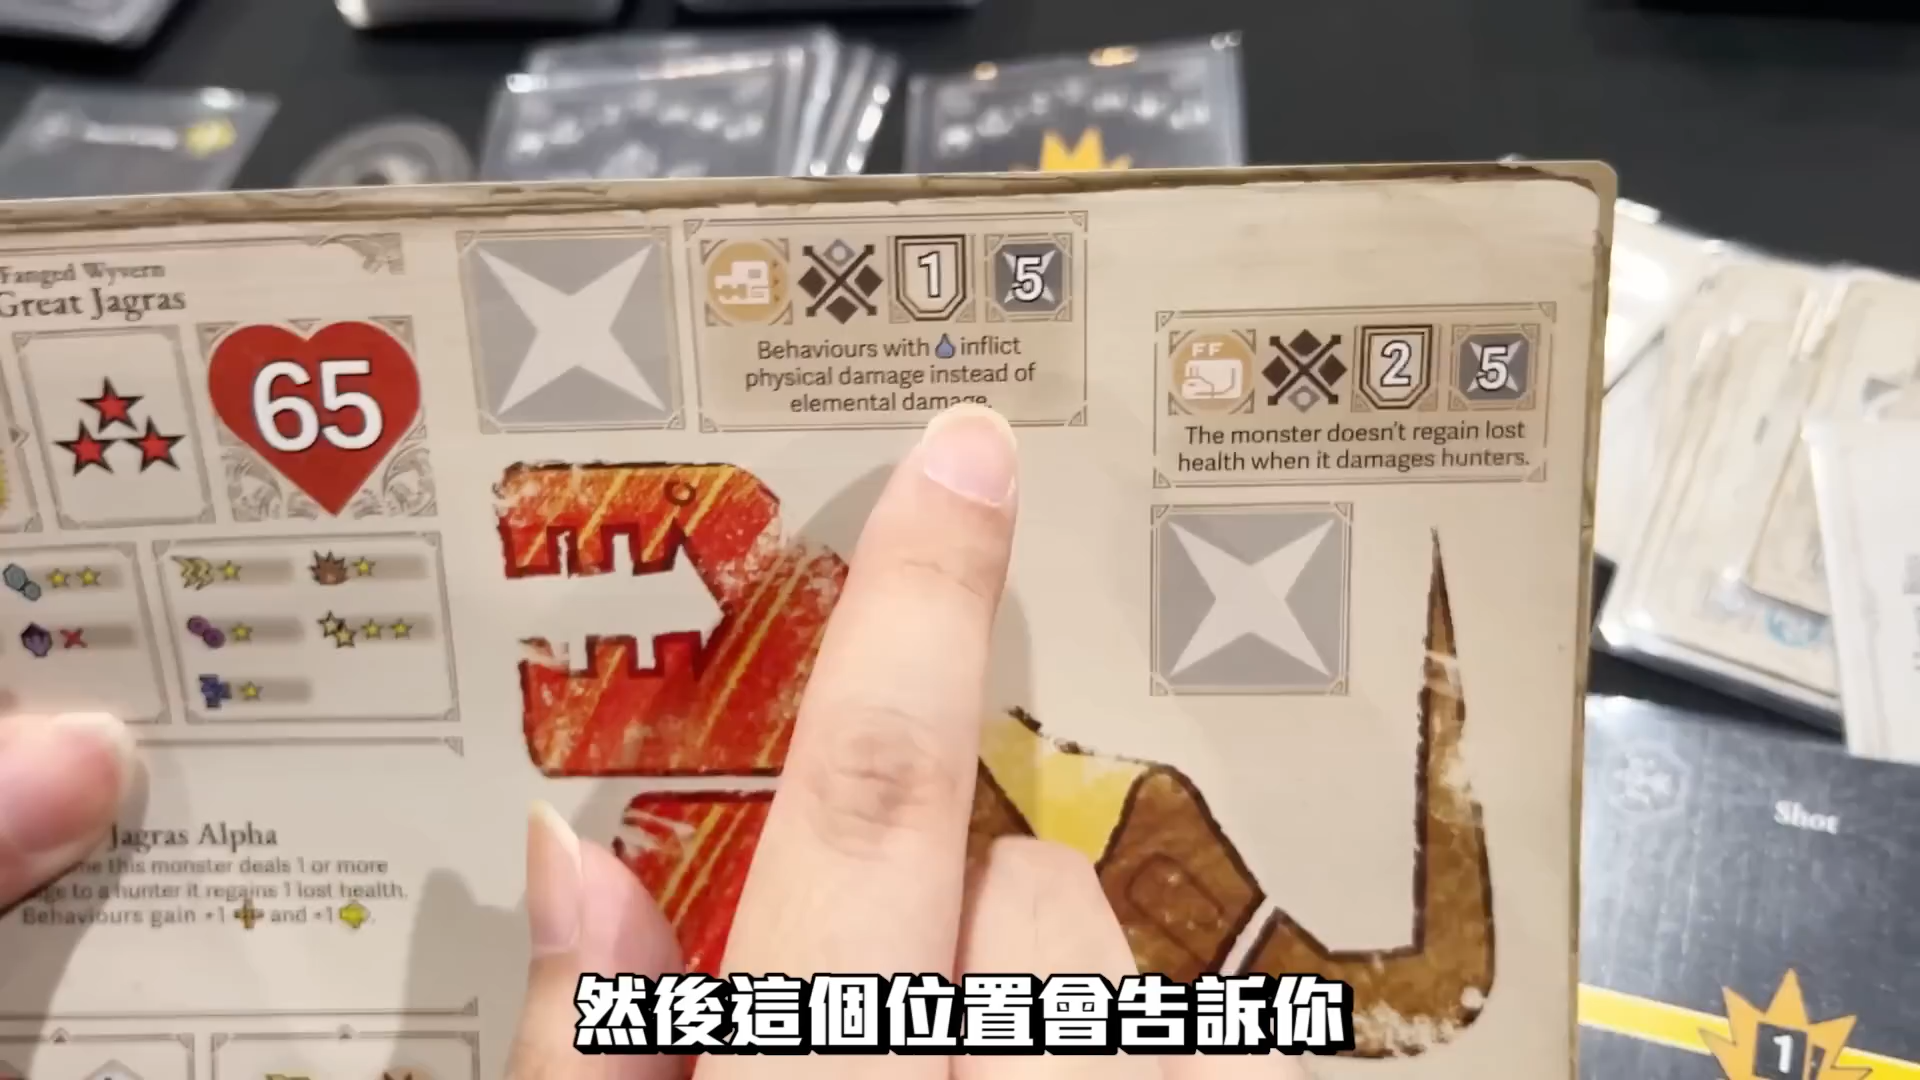 Fanged Wyvern
Great Jagras
65
1
5
Behaviours with inflict
physical damage instead of
elemental damage.
FF
2
5
The monster doesn't regain lost
health when it damages hunters.
Jagras Alpha
this monster deals 1 or more
to a hunter it regains 1 lost health.
Behaviours gain +1 and +1.
Shot
1
然後這個位置會告訴你